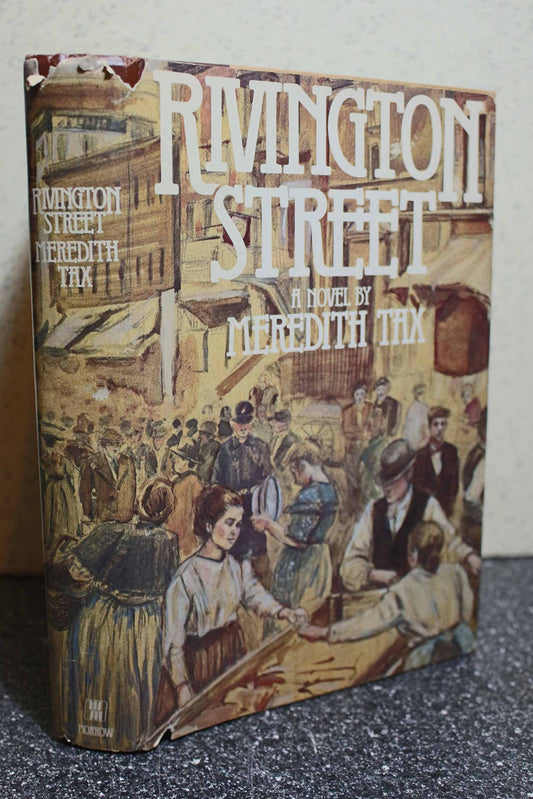 RIVINGTON
STREET
A NOVEL BY
MEREDITH TAX
RIVINGTON
STREET
MEREDITH
TAX
MORROW